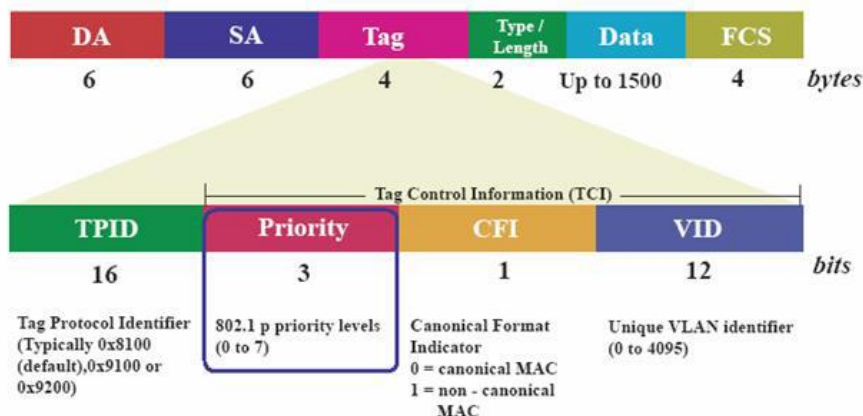 DA SA Tag Type / Length Data FCS
6 6 4 2 Up to 1500 4 bytes
Tag Control Information (TCI)
TPID Priority CFI VID
16 3 1 12 bits
Tag Protocol Identifier
(Typically 0x8100
(default),0x9100 or
0x9200)
802.1 p priority levels
(0 to 7)
Canonical Format
Indicator
0 = canonical MAC
1 = non - canonical
MAC
Unique VLAN identifier
(0 to 4095)